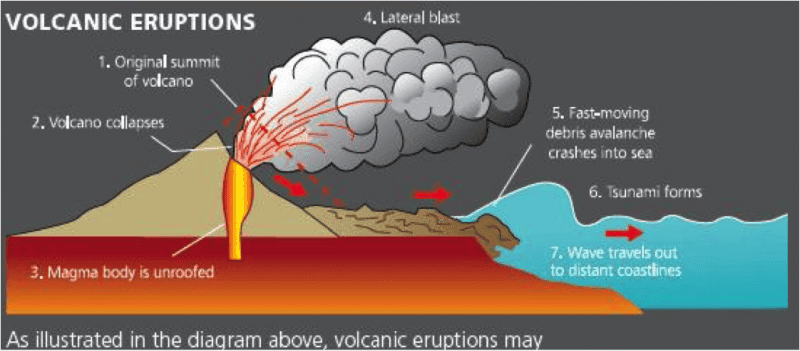 VOLCANIC ERUPTIONS
4. Lateral blast
1. Original summit
of volcano
2. Volcano collapses
5. Fast-moving
debris avalanche
crashes into sea
6. Tsunami forms
3. Magma body is unroofed
7. Wave travels out
to distant coastlines
As illustrated in the diagram above, volcanic eruptions may